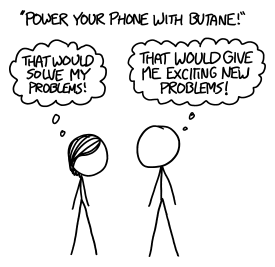 "POWER YOUR PHONE WITH BUTANE!"
THAT WOULD
SOLVE MY
PROBLEMS!
THAT WOULD GIVE
ME EXCITING NEW
PROBLEMS!